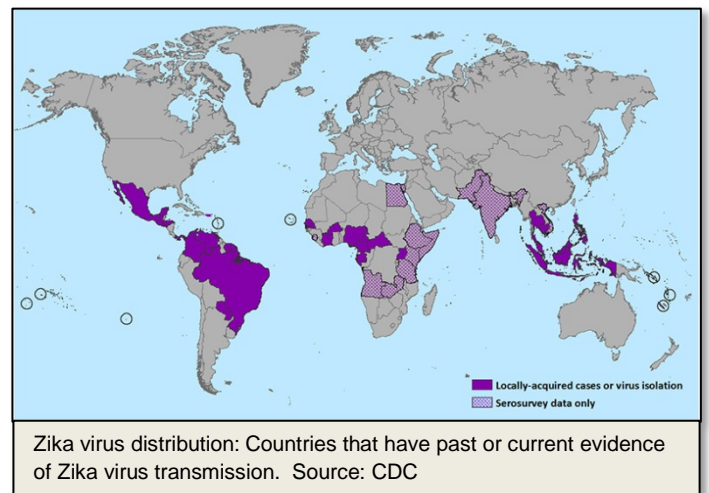 Locally-acquired cases or virus isolation
Serosurvey data only
Zika virus distribution: Countries that have past or current evidence
of Zika virus transmission. Source: CDC